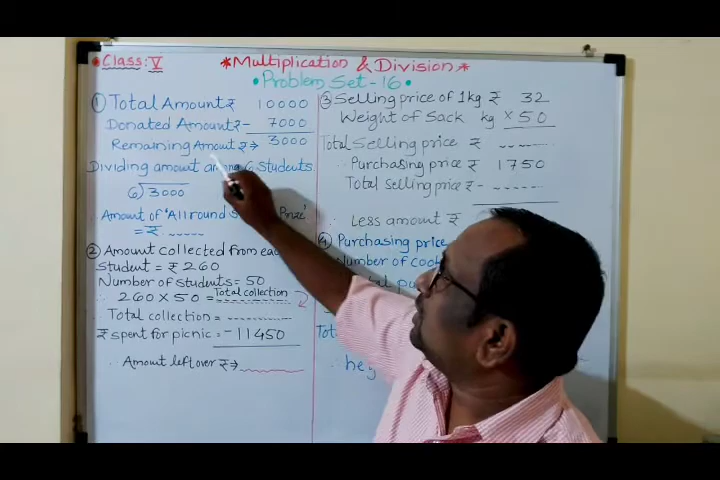 Class: V
*Multiplication & Division*
•Problem Set-16•
① Total Amount ₹ 10000
Donated Amount ₹ - 7000
Remaining Amount ₹→ 3000
Dividing amount among 6 students
6)3000
∴ Amount of 'All round Prize'
= ₹ ------
② Amount collected from each
student = ₹ 260
Number of students = 50
∴ 260 × 50 = Total collection
∴ Total collection = ----------
₹ spent for picnic = - 11450
∴ Amount left over ₹→
③ Selling price of 1kg ₹ 32
Weight of Sack kg × 50
Total Selling price ₹ ------
∴ Purchasing price ₹ 1750
Total Selling price ₹ - ------
∴ Less amount ₹
④ Purchasing price
Number of